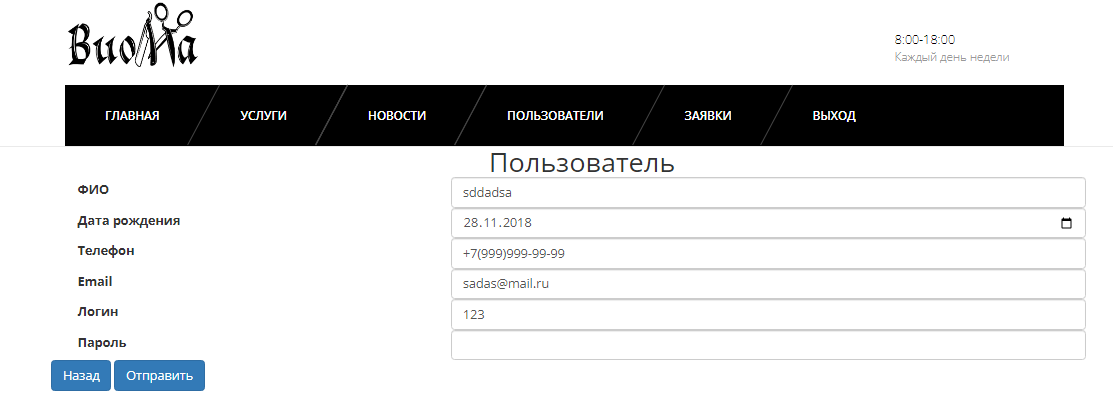 ВиоЛа
8:00-18:00
Каждый день недели
ГЛАВНАЯ УСЛУГИ НОВОСТИ ПОЛЬЗОВАТЕЛИ ЗАЯВКИ ВЫХОД
Пользователь
ФИО sddadsa
Дата рождения 28.11.2018
Телефон +7(999)999-99-99
Email sadas@mail.ru
Логин 123
Пароль
Назад Отправить